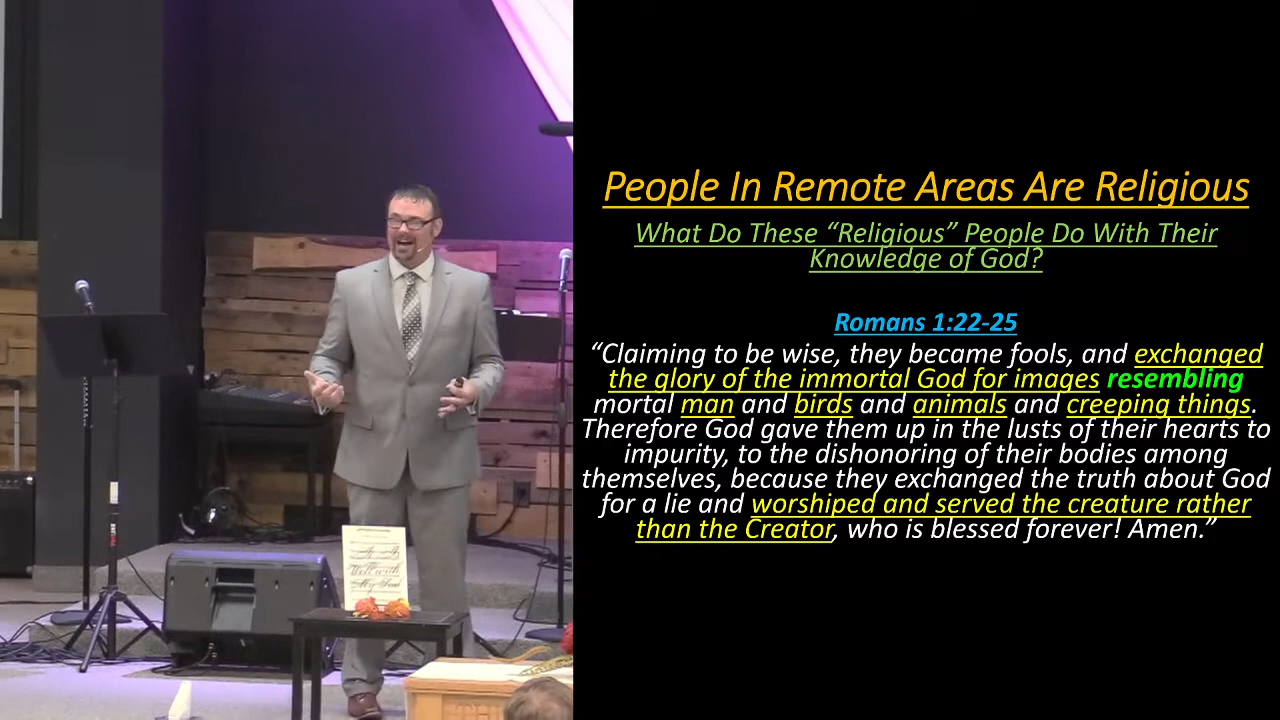 People In Remote Areas Are Religious
What Do These “Religious” People Do With Their
Knowledge of God?
Romans 1:22-25
“Claiming to be wise, they became fools, and exchanged
the glory of the immortal God for images resembling
mortal man and birds and animals and creeping things.
Therefore God gave them up in the lusts of their hearts to
impurity, to the dishonoring of their bodies among
themselves, because they exchanged the truth about God
for a lie and worshiped and served the creature rather
than the Creator, who is blessed forever! Amen.”
Well with
My Soul